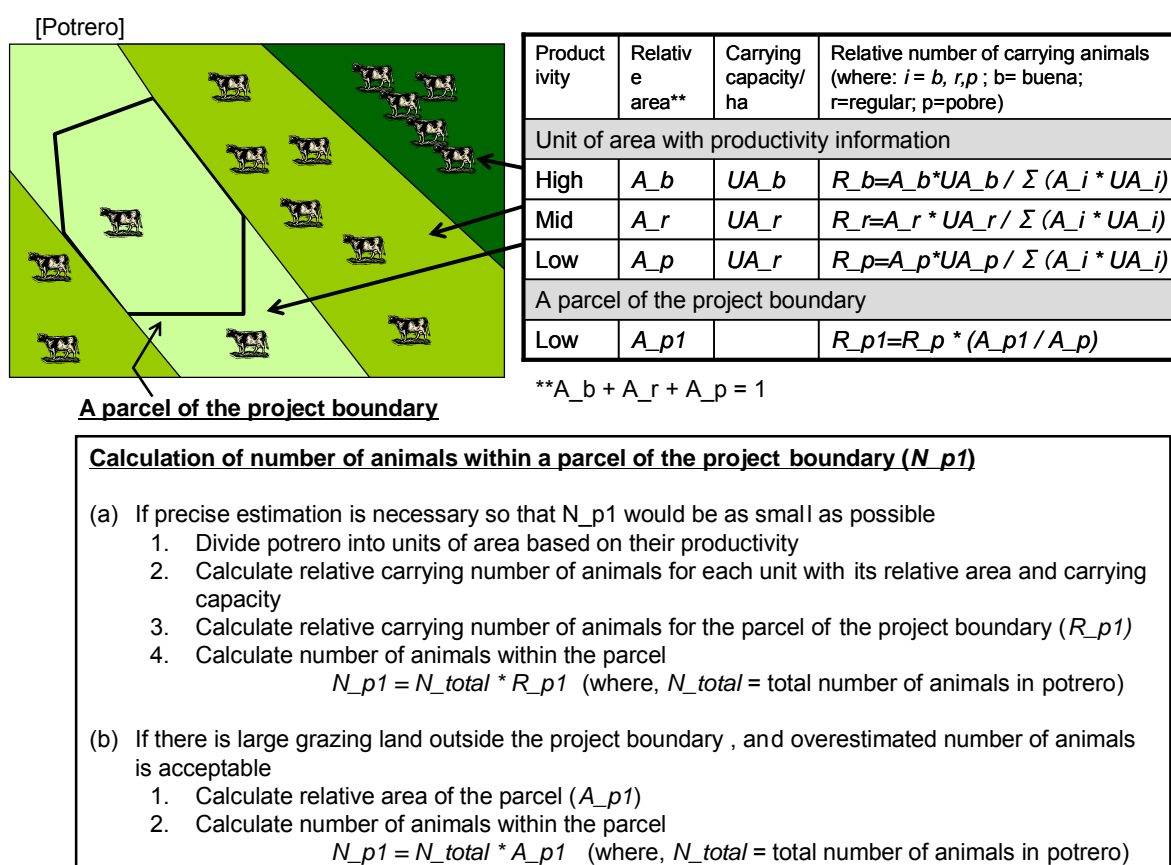 [Potrero]
Product
ivity
Relativ
e
area**
Carrying
capacity/
ha
Relative number of carrying animals
(where: i = b, r,p ; b= buena;
r=regular; p=pobre)
Unit of area with productivity information
High A_b UA_b R_b=A_b*UA_b / Σ (A_i * UA_i)
Mid A_r UA_r R_r=A_r * UA_r / Σ (A_i * UA_i)
Low A_p UA_r R_p=A_p*UA_p / Σ (A_i * UA_i)
A parcel of the project boundary
Low A_p1 R_p1=R_p * (A_p1 / A_p)
**A_b + A_r + A_p = 1
A parcel of the project boundary
Calculation of number of animals within a parcel of the project boundary (N_p1)
(a) If precise estimation is necessary so that N_p1 would be as small as possible
1. Divide potrero into units of area based on their productivity
2. Calculate relative carrying number of animals for each unit with its relative area and carrying
capacity
3. Calculate relative carrying number of animals for the parcel of the project boundary (R_p1)
4. Calculate number of animals within the parcel
N_p1 = N_total * R_p1 (where, N_total = total number of animals in potrero)
(b) If there is large grazing land outside the project boundary , and overestimated number of animals
is acceptable
1. Calculate relative area of the parcel (A_p1)
2. Calculate number of animals within the parcel
N_p1 = N_total * A_p1 (where, N_total = total number of animals in potrero)